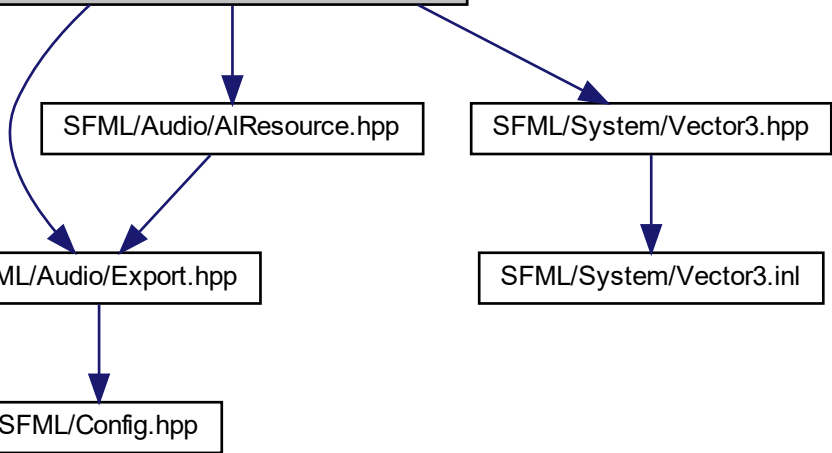 SFML/Audio/AlResource.hpp
SFML/System/Vector3.hpp
ML/Audio/Export.hpp
SFML/System/Vector3.inl
SFML/Config.hpp